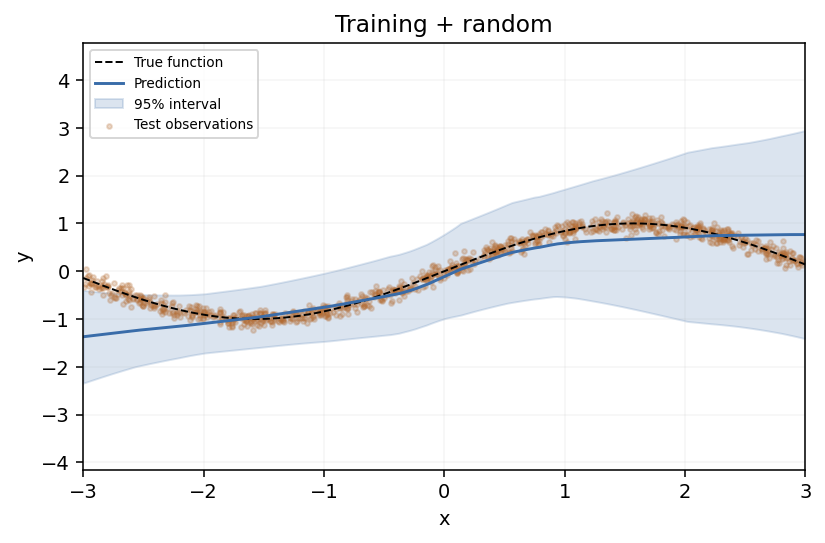 Training + random
True function
Prediction
95% interval
Test observations
y
4
3
2
1
0
−1
−2
−3
−4
−3 −2 −1 0 1 2 3
x